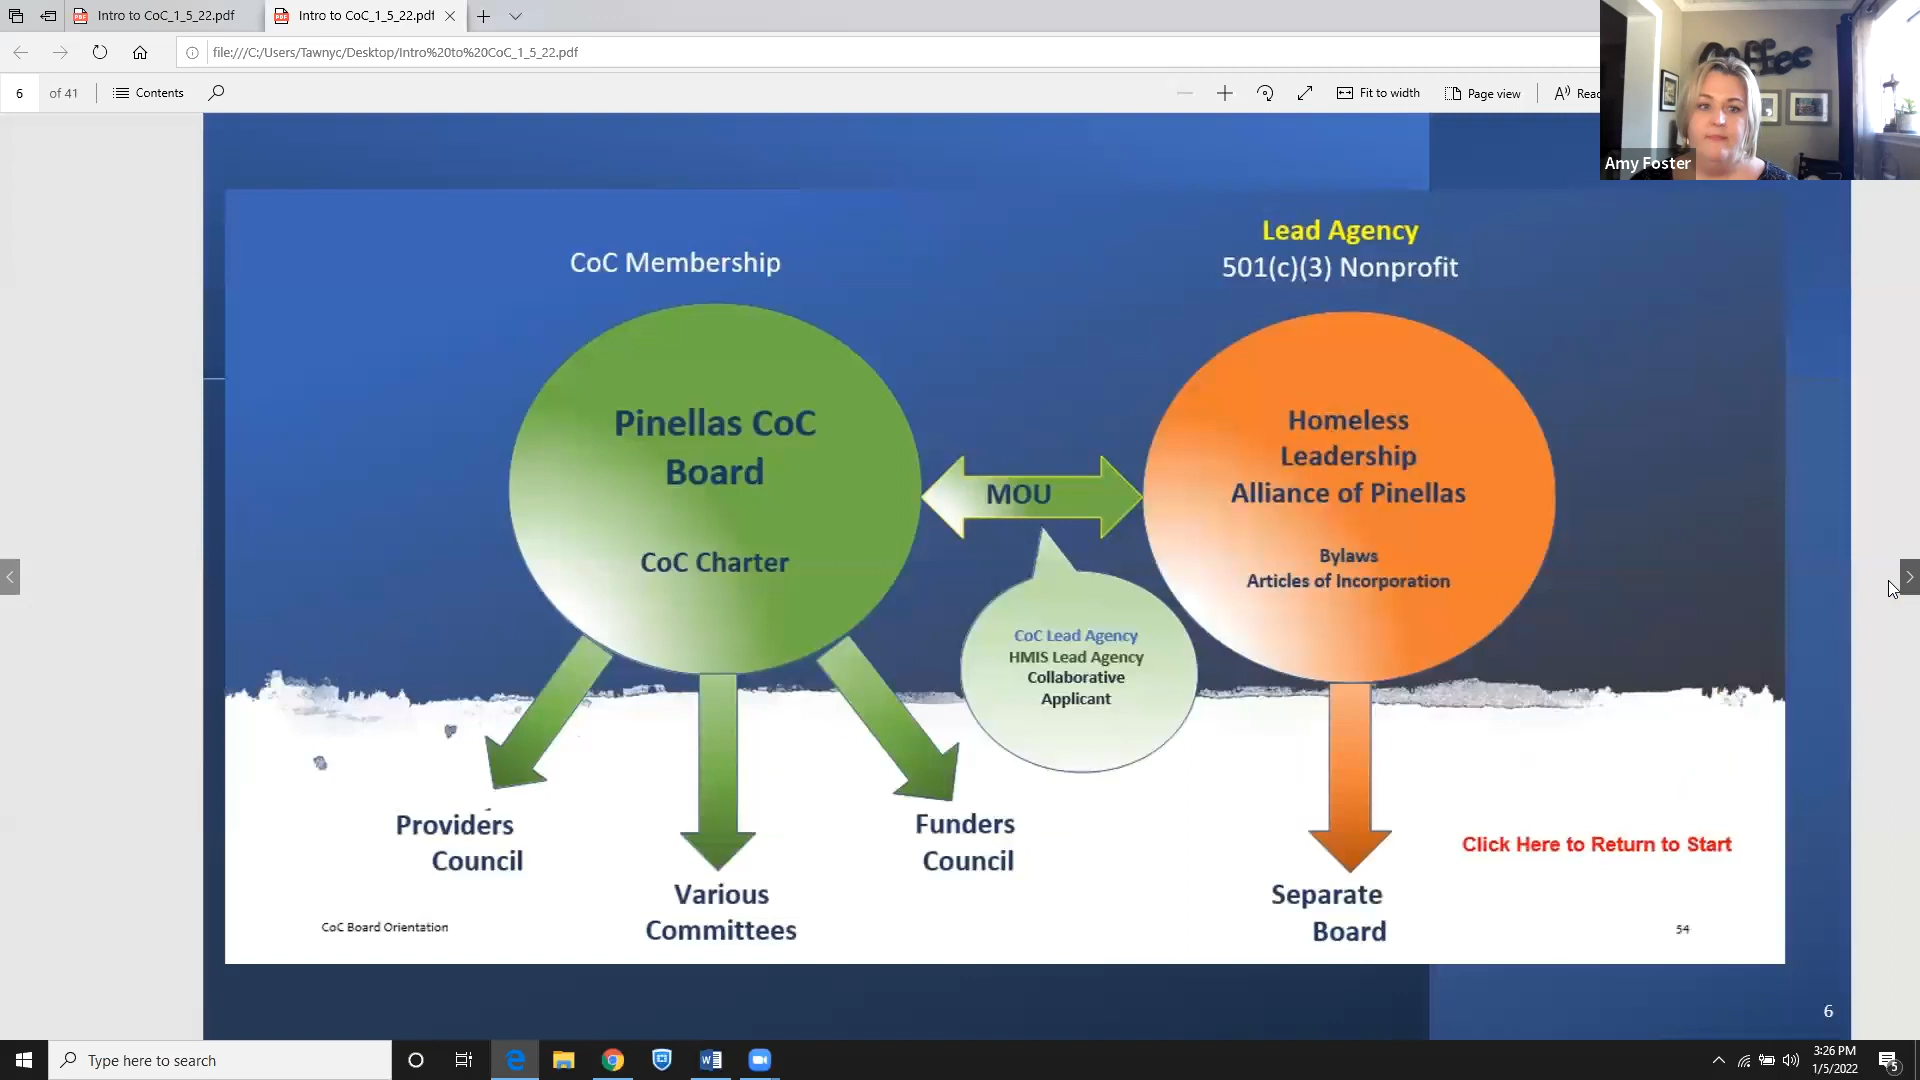 Intro to CoC_1_5_22.pdf
Intro to CoC_1_5_22.pdf
file:///C:/Users/Tawnyc/Desktop/Intro%20to%20CoC_1_5_22.pdf
6 of 41
Contents
Fit to width
Page view
Coffee
Amy Foster
CoC Membership
Lead Agency
501(c)(3) Nonprofit
Pinellas CoC
Board
CoC Charter
MOU
Homeless
Leadership
Alliance of Pinellas
Bylaws
Articles of Incorporation
CoC Lead Agency
HMIS Lead Agency
Collaborative
Applicant
Providers
Council
Various
Committees
Funders
Council
Separate
Board
Click Here to Return to Start
CoC Board Orientation
54
6
Type here to search
3:26 PM
1/5/2022
5